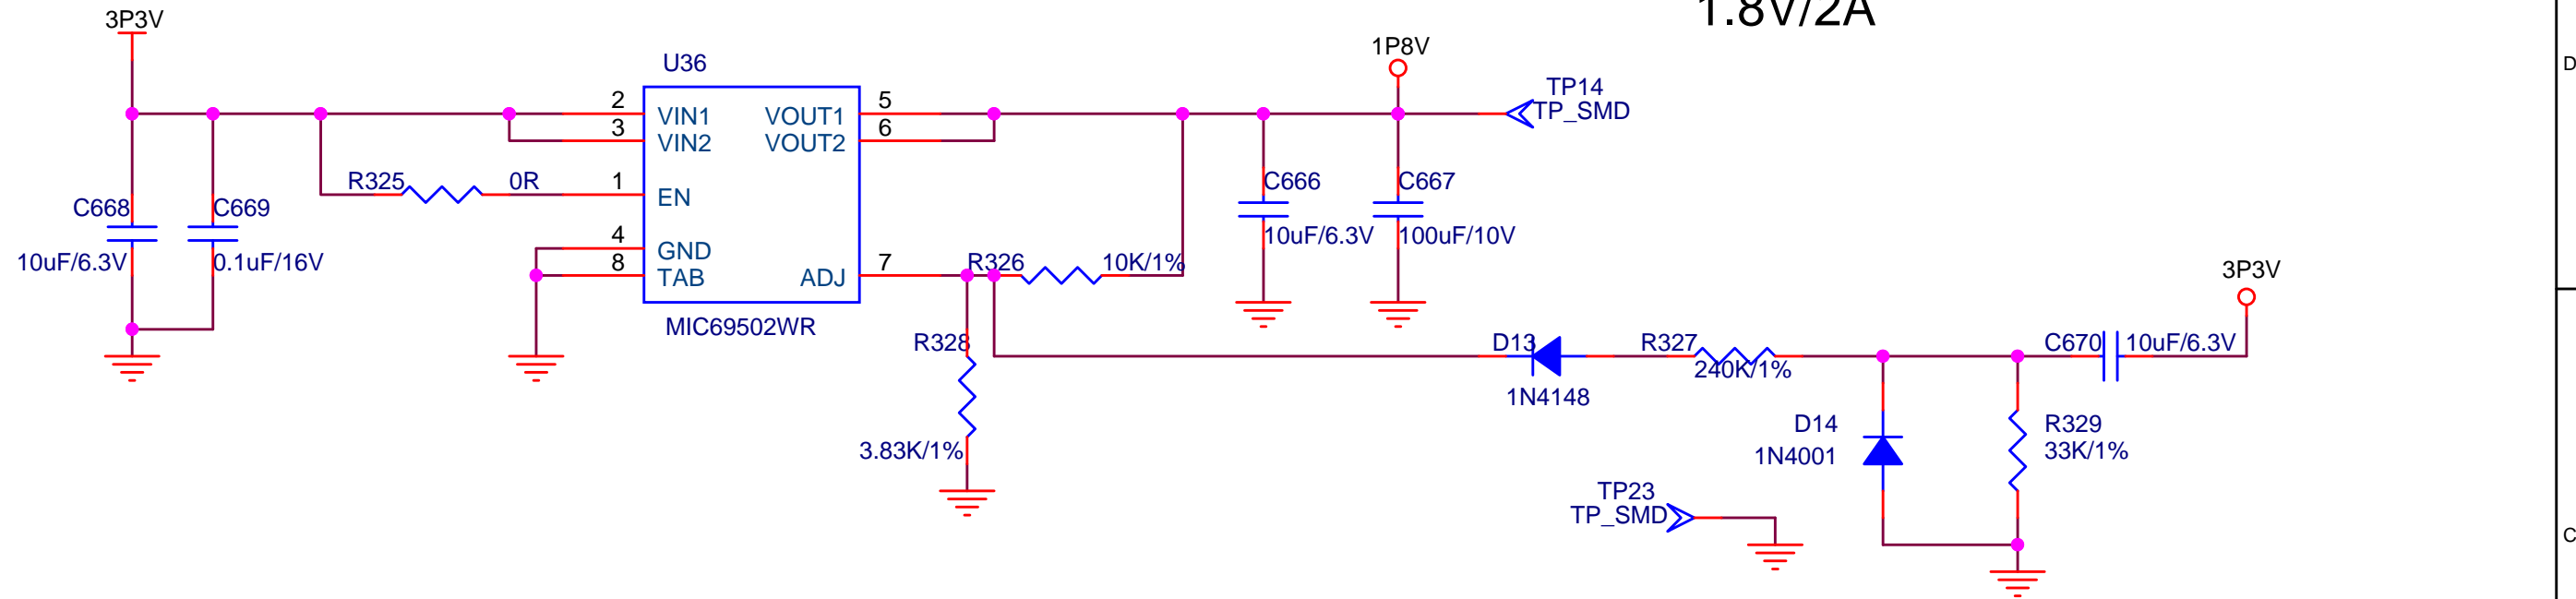 1.8V/2A
3P3V
U36
1P8V
TP14
TP_SMD
D
2
VIN1
VOUT1
5
3
VIN2
VOUT2
6
R325
0R
1
EN
C668
10uF/6.3V
C669
0.1uF/16V
4
GND
8
TAB
ADJ
7
MIC69502WR
R326
10K/1%
C666
10uF/6.3V
C667
100uF/10V
R328
3.83K/1%
D13
1N4148
R327
240K/1%
C670
10uF/6.3V
3P3V
D14
1N4001
R329
33K/1%
TP23
TP_SMD
C